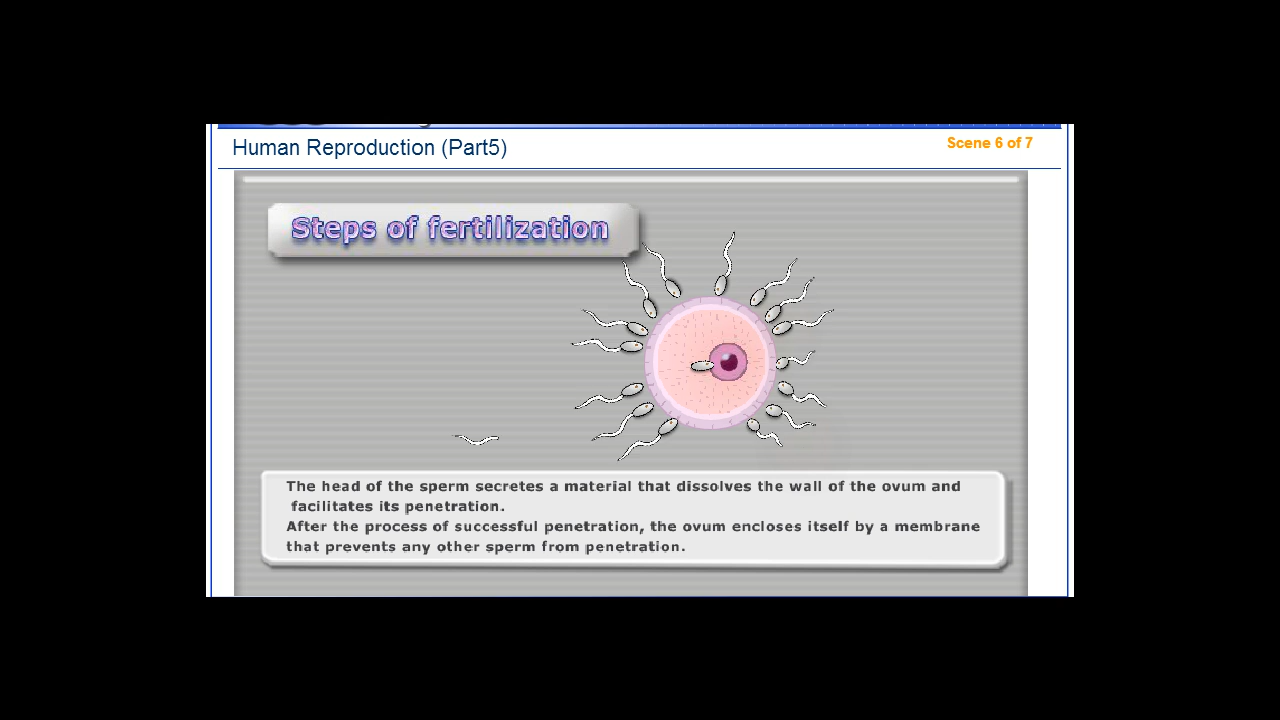 Human Reproduction (Part5)
Scene 6 of 7
Steps of fertilization
The head of the sperm secretes a material that dissolves the wall of the ovum and
facilitates its penetration.
After the process of successful penetration, the ovum encloses itself by a membrane
that prevents any other sperm from penetration.